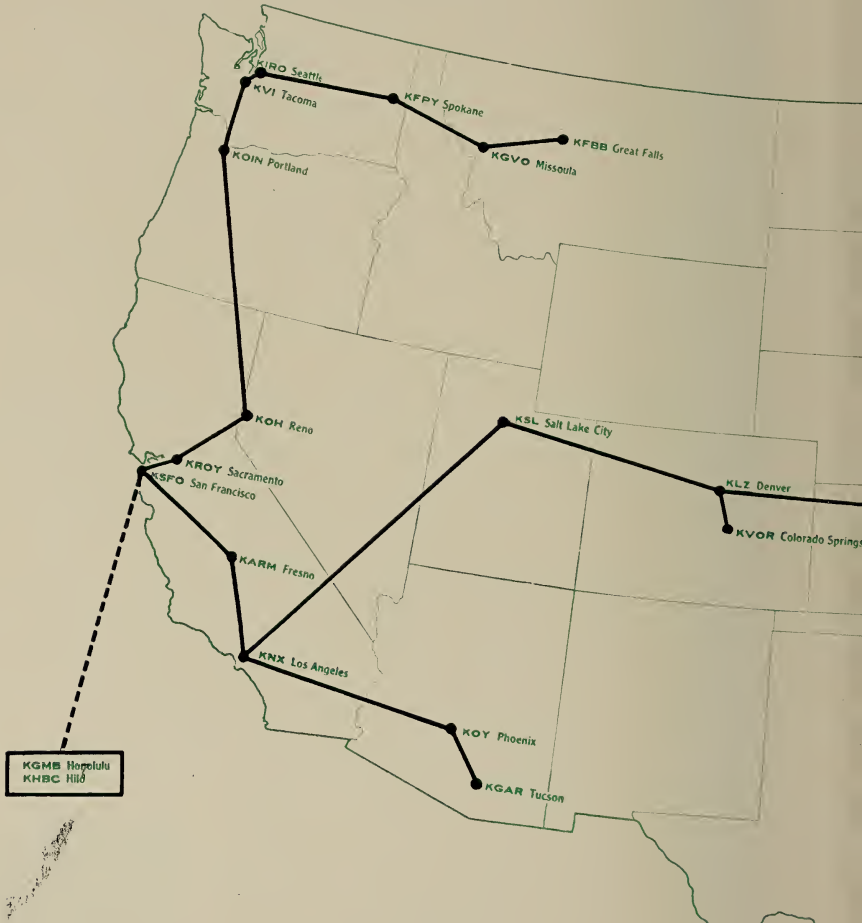 KIRO Seattle
KVI Tacoma
KFPY Spokane
KFBB Great Falls
KGVO Missoula
KOIN Portland
KOH Reno
KSL Salt Lake City
KROY Sacramento
KSFO San Francisco
KLZ Denver
KVOR Colorado Springs
KARM Fresno
KNX Los Angeles
KOY Phoenix
KGMB Honolulu
KHBC Hilo
KGAR Tucson